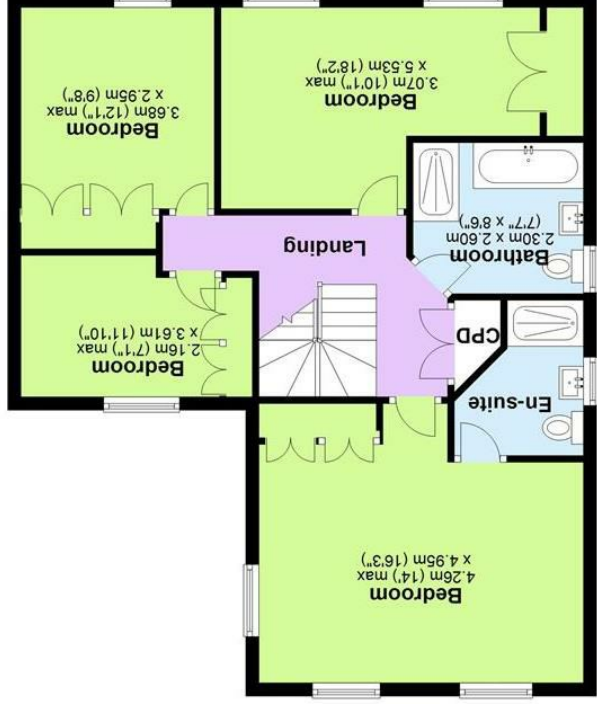 Bedroom
4.26m (14') max
x 4.95m (16'3")
En-suite
CPD
Bedroom
2.16m (7'1") max
x 3.61m (11'10")
Landing
Bathroom
2.30m x 2.60m
(7'7" x 8'6")
Bedroom
3.07m (10'1") max
x 5.53m (18'2")
Bedroom
3.68m (12'1") max
x 2.95m (9'8")